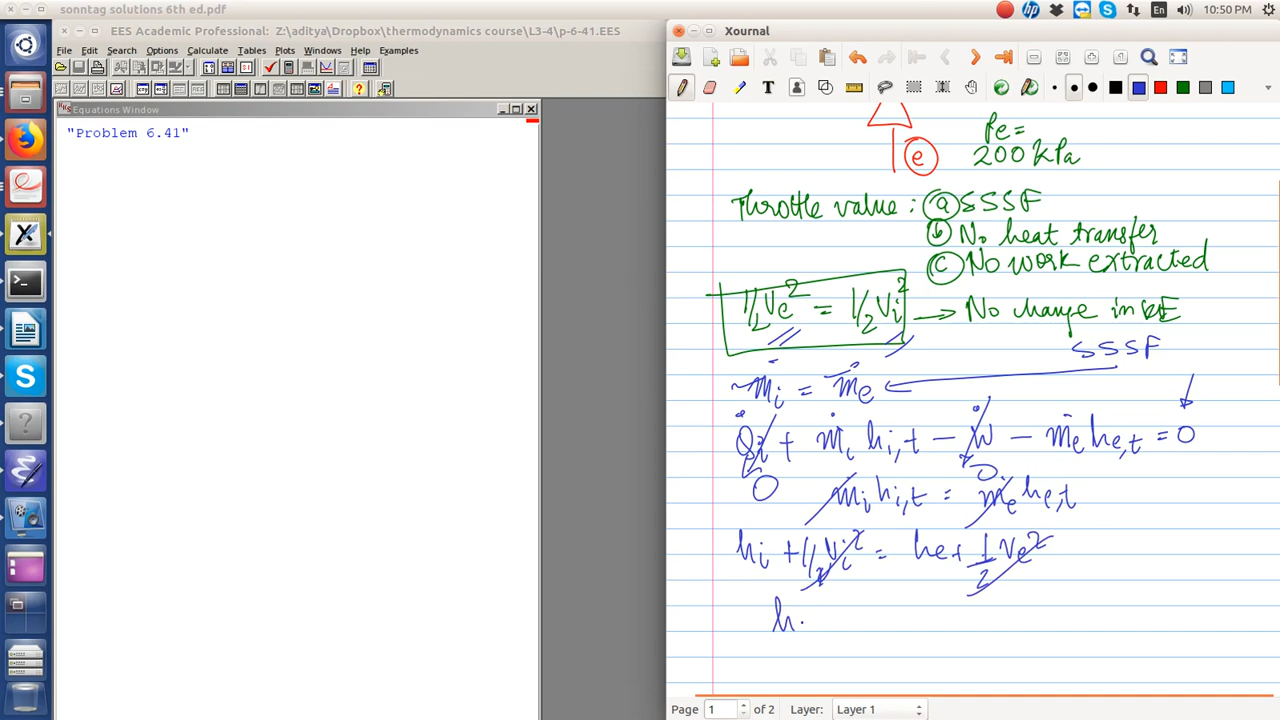 sonntag solutions 6th ed.pdf
En
10:50 PM
EES Academic Professional: Z:\aditya\Dropbox\thermodynamics course\L3-4\p-6-41.EES
Xournal
File Edit Search Options Calculate Tables Plots Windows Help Examples
Equations Window
"Problem 6.41"
Pe =
200 kPa
e
Throttle value : (a) SSSF
(b) No heat transfer
(c) No work extracted
1/2 Ve² = 1/2 Vi² → No change in KE
SSSF
ṁi = ṁe
Q̇i + ṁi hi,t − Ẇ − ṁe he,t = 0
0
0
ṁi hi,t = ṁe he,t
hi + 1/2 Vi² = he + 1/2 Ve²
h
Page 1 of 2 Layer: Layer 1